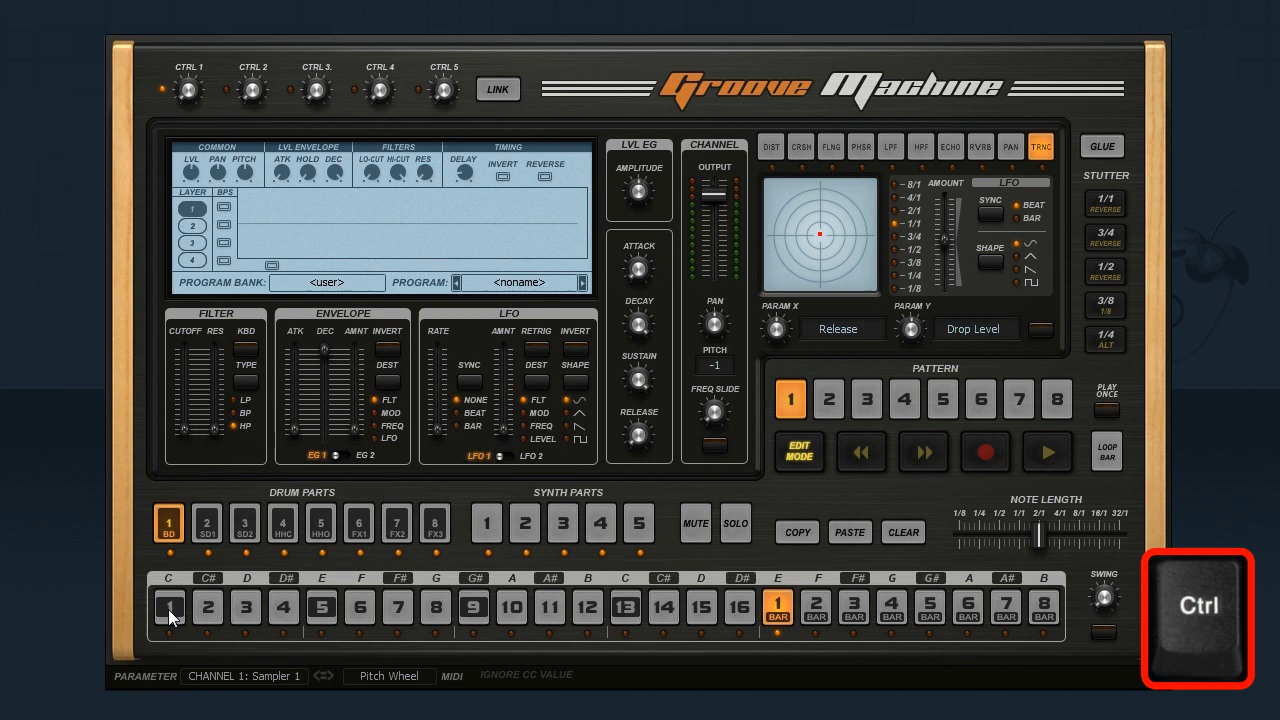 CTRL 1 CTRL 2 CTRL 3. CTRL 4 CTRL 5
LINK
Groove Machine
COMMON LVL ENVELOPE FILTERS TIMING
LVL PAN PITCH ATK HOLD DEC LO-CUT HI-CUT RES DELAY INVERT REVERSE
LAYER BPS
1
2
3
4
PROGRAM BANK: <user> PROGRAM: <noname>
LVL EG
AMPLITUDE
ATTACK
DECAY
SUSTAIN
RELEASE
CHANNEL
OUTPUT
PAN
PITCH
-1
FREQ SLIDE
DIST CRSH FLNG PHSR LPF HPF ECHO RVRB PAN TRNC
8/1
4/1
2/1
1/1
3/4
1/2
3/8
1/4
1/8
AMOUNT
LFO
SYNC BEAT
BAR
SHAPE
PARAM X PARAM Y
Release Drop Level
GLUE
STUTTER
1/1
REVERSE
3/4
REVERSE
1/2
REVERSE
3/8
1/8
1/4
ALT
FILTER
CUTOFF RES KBD
TYPE
LP
BP
HP
ENVELOPE
ATK DEC AMNT INVERT
DEST
FLT
MOD
FREQ
LFO
EG 1 EG 2
LFO
RATE AMNT RETRIG INVERT
SYNC DEST SHAPE
NONE FLT
BEAT MOD
BAR FREQ
LEVEL
LFO 1 LFO 2
PATTERN
1 2 3 4 5 6 7 8
PLAY
ONCE
EDIT
MODE
LOOP
BAR
DRUM PARTS SYNTH PARTS
1 2 3 4 5 6 7 8 1 2 3 4 5
BD SD1 SD2 HHC HHO FX1 FX2 FX3
MUTE SOLO
COPY PASTE CLEAR
NOTE LENGTH
1/8 1/4 1/2 1/1 2/1 4/1 8/1 16/1 32/1
C C# D D# E F F# G G# A A# B C C# D D# E F F# G G# A A# B
1 2 3 4 5 6 7 8 9 10 11 12 13 14 15 16 1 2 3 4 5 6 7 8
BAR BAR BAR BAR BAR BAR BAR BAR
SWING
Ctrl
PARAMETER CHANNEL 1: Sampler 1 Pitch Wheel MIDI IGNORE CC VALUE